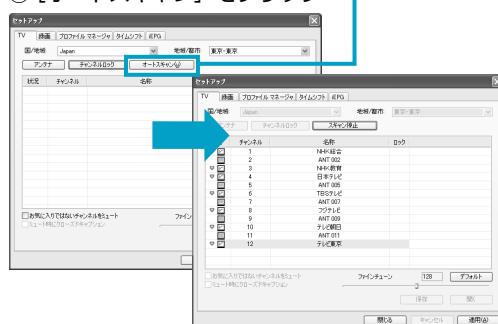 セットアップ
TV 録画 プロファイル マネージャ タイムシフト iEPG
国/地域 Japan 地域/都市 東京-東京
アンテナ チャンネルロック オートスキャン(A)
状況 チャンネル 名称
お気に入りではないチャンネルをミュート
ミュート時にクローズドキャプション
セットアップ
TV 録画 プロファイル マネージャ タイムシフト iEPG
国/地域 Japan 地域/都市 東京-東京
アンテナ チャンネルロック スキャン停止
チャンネル 名称 ロック
1 NHK総合
2 ANT 002
3 NHK教育
4 日本テレビ
5 ANT 005
6 TBSテレビ
7 ANT 007
8 フジテレビ
9 ANT 009
10 テレビ朝日
11 ANT 011
12 テレビ東京
お気に入りではないチャンネルをミュート ファインチューン 128 デフォルト
ミュート時にクローズドキャプション
保存 開く
閉じる キャンセル 適用(A)